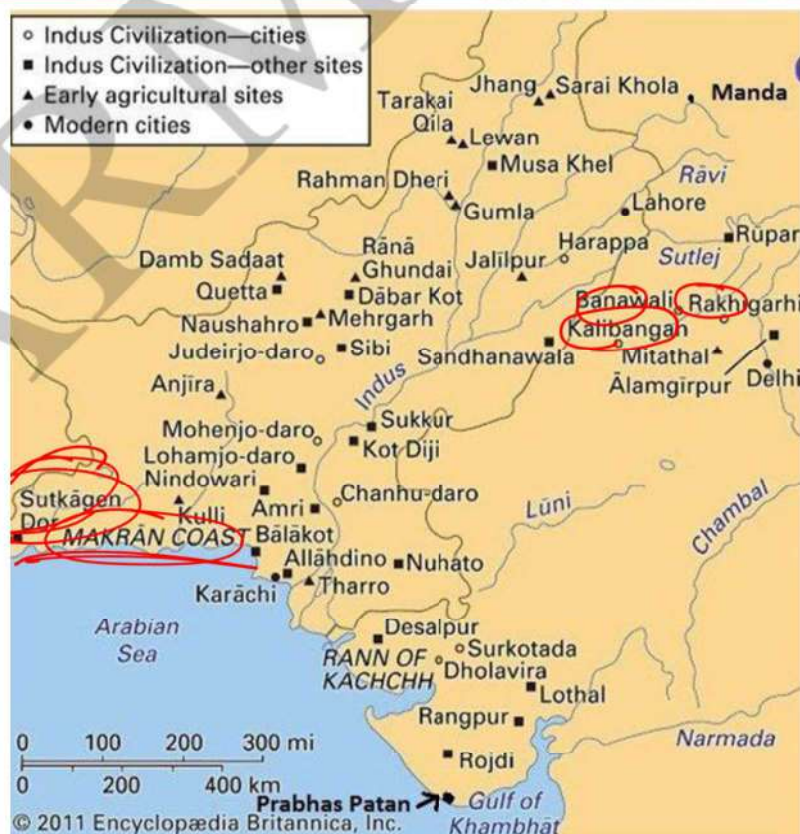 Indus Civilization—cities
Indus Civilization—other sites
Early agricultural sites
Modern cities
Jhang
Sarai Khola
Manda
Tarakai
Qila
Lewan
Musa Khel
Rāvi
Rahman Dheri
Gumla
Lahore
Harappa
Rūpar
Sutlej
Rānā
Ghundai
Jalīlpur
Damb Sadaat
Quetta
Dābar Kot
Banawali
Rakhigarhi
Naushahro
Mehrgarh
Kalibangan
Judeirjo-daro
Sibi
Sandhanawala
Mitathal
Ālamgīrpur
Delhi
Anjīra
Indus
Sukkur
Mohenjo-daro
Kot Diji
Lohamjo-daro
Nindowari
Chanhu-daro
Sutkāgen
Dor
Kulli
Amri
Lūni
Chambal
MAKRĀN COAST
Bālākot
Allāhdino
Nuhato
Karāchi
Tharro
Arabian
Sea
Desalpur
Surkotada
RANN OF
KACHCHH
Dholavira
Lothal
Rangpur
0 100 200 300 mi
0 200 400 km
Rojdi
Narmada
Prabhas Patan
Gulf of
Khambhāt
© 2011 Encyclopædia Britannica, Inc.